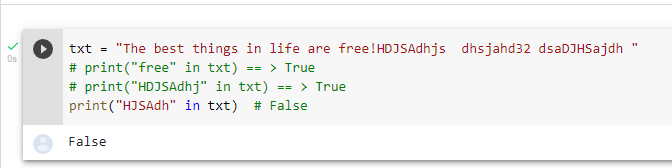 txt = "The best things in life are free!HDJSAdhjs  dhsjahd32 dsaDJHSajdh "
# print("free" in txt) == > True
0s
# print("HDJSAdhj" in txt) == > True
print("HJSAdh" in txt)  # False
False